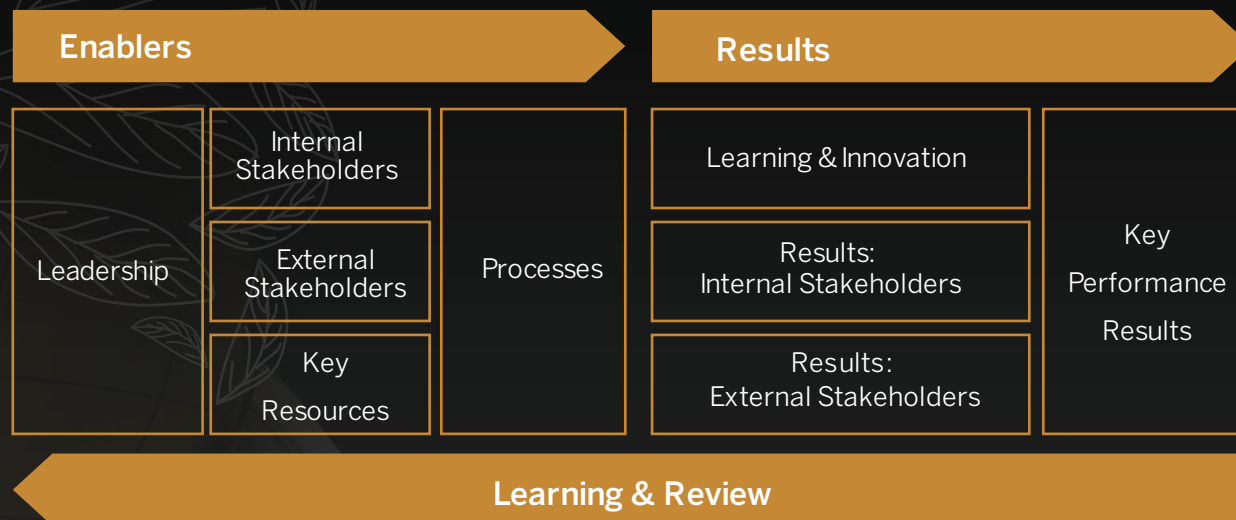 Enablers
Results
Leadership
Internal
Stakeholders
External
Stakeholders
Key
Resources
Processes
Learning & Innovation
Results:
Internal Stakeholders
Results:
External Stakeholders
Key
Performance
Results
Learning & Review